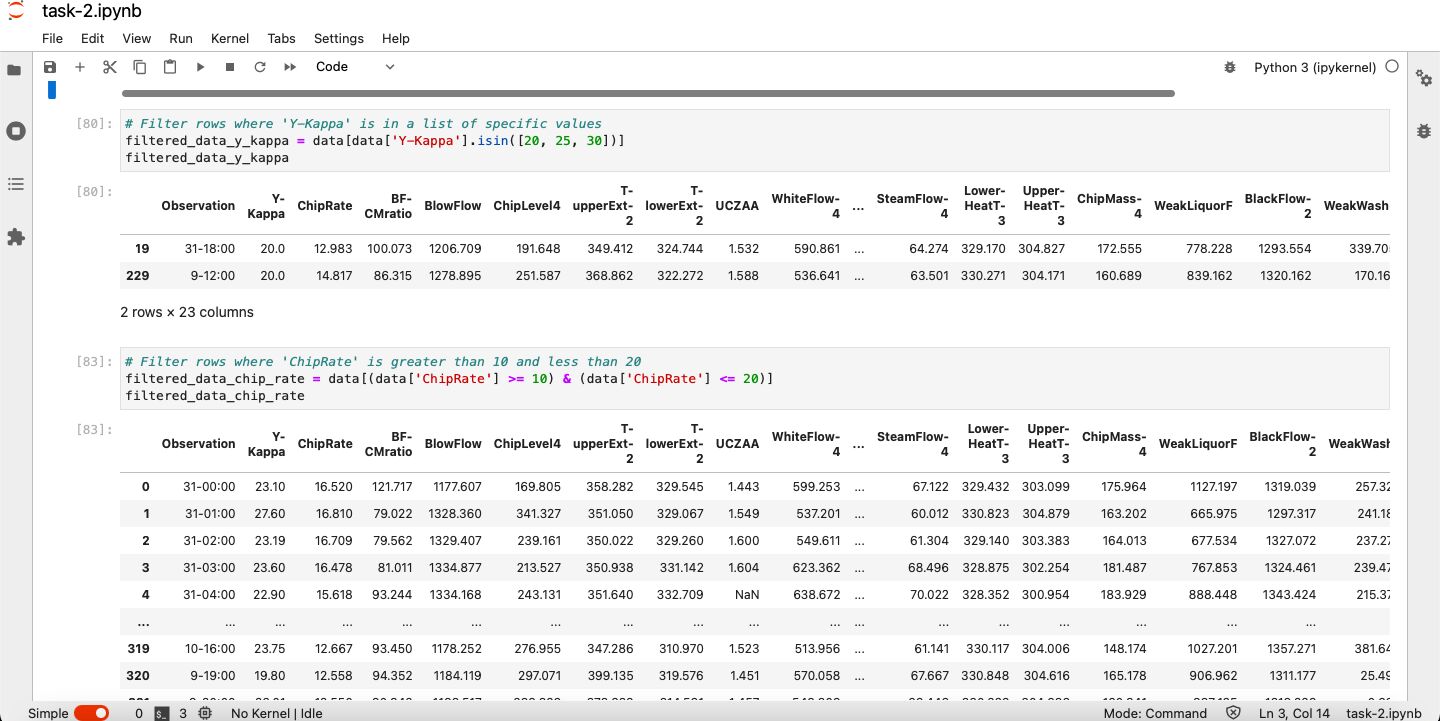 task-2.ipynb
File Edit View Run Kernel Tabs Settings Help
Code Python 3 (ipykernel)
[80]: # Filter rows where 'Y-Kappa' is in a list of specific values
filtered_data_y_kappa = data[data['Y-Kappa'].isin([20, 25, 30])]
filtered_data_y_kappa
[80]: Observation Y-Kappa ChipRate BF-CMratio BlowFlow ChipLevel4 T-upperExt-2 T-lowerExt-2 UCZAA WhiteFlow-4 ... SteamFlow-4 Lower-HeatT-3 Upper-HeatT-3 ChipMass-4 WeakLiquorF BlackFlow-2 WeakWash
19 31-18:00 20.0 12.983 100.073 1206.709 191.648 349.412 324.744 1.532 590.861 ... 64.274 329.170 304.827 172.555 778.228 1293.554 339.70
229 9-12:00 20.0 14.817 86.315 1278.895 251.587 368.862 322.272 1.588 536.641 ... 63.501 330.271 304.171 160.689 839.162 1320.162 170.16
2 rows × 23 columns
[83]: # Filter rows where 'ChipRate' is greater than 10 and less than 20
filtered_data_chip_rate = data[(data['ChipRate'] >= 10) & (data['ChipRate'] <= 20)]
filtered_data_chip_rate
[83]: Observation Y-Kappa ChipRate BF-CMratio BlowFlow ChipLevel4 T-upperExt-2 T-lowerExt-2 UCZAA WhiteFlow-4 ... SteamFlow-4 Lower-HeatT-3 Upper-HeatT-3 ChipMass-4 WeakLiquorF BlackFlow-2 WeakWash
0 31-00:00 23.10 16.520 121.717 1177.607 169.805 358.282 329.545 1.443 599.253 ... 67.122 329.432 303.099 175.964 1127.197 1319.039 257.32
1 31-01:00 27.60 16.810 79.022 1328.360 341.327 351.050 329.067 1.549 537.201 ... 60.012 330.823 304.879 163.202 665.975 1297.317 241.18
2 31-02:00 23.19 16.709 79.562 1329.407 239.161 350.022 329.260 1.600 549.611 ... 61.304 329.140 303.383 164.013 677.534 1327.072 237.27
3 31-03:00 23.60 16.478 81.011 1334.877 213.527 350.938 331.142 1.604 623.362 ... 68.496 328.875 302.254 181.487 767.853 1324.461 239.47
4 31-04:00 22.90 15.618 93.244 1334.168 243.131 351.640 332.709 NaN 638.672 ... 70.022 328.352 300.954 183.929 888.448 1343.424 215.37
... ... ... ... ... ... ... ... ... ... ... ... ... ... ... ... ... ...
319 10-16:00 23.75 12.667 93.450 1178.252 276.955 347.286 310.970 1.523 513.956 ... 61.141 330.117 304.006 148.174 1027.201 1357.271 381.64
320 9-19:00 19.80 12.558 94.352 1184.119 297.071 399.135 319.576 1.451 570.058 ... 67.667 330.848 304.616 165.178 906.962 1311.177 25.49
Simple 0 3 No Kernel | Idle Mode: Command Ln 3, Col 14 task-2.ipynb